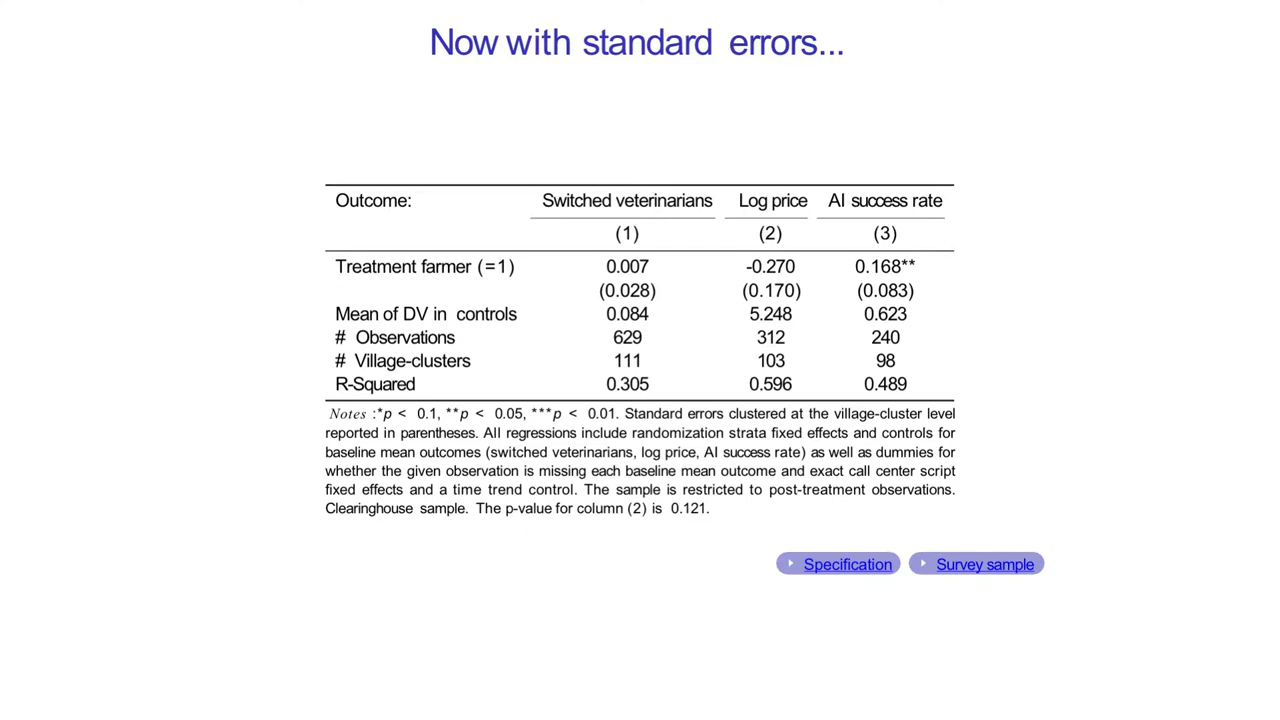 Now with standard errors...
Outcome: Switched veterinarians Log price AI success rate
(1) (2) (3)
Treatment farmer (=1) 0.007 -0.270 0.168**
(0.028) (0.170) (0.083)
Mean of DV in controls 0.084 5.248 0.623
# Observations 629 312 240
# Village-clusters 111 103 98
R-Squared 0.305 0.596 0.489
Notes :*p < 0.1, **p < 0.05, ***p < 0.01. Standard errors clustered at the village-cluster level
reported in parentheses. All regressions include randomization strata fixed effects and controls for
baseline mean outcomes (switched veterinarians, log price, AI success rate) as well as dummies for
whether the given observation is missing each baseline mean outcome and exact call center script
fixed effects and a time trend control. The sample is restricted to post-treatment observations.
Clearinghouse sample. The p-value for column (2) is 0.121.
Specification Survey sample